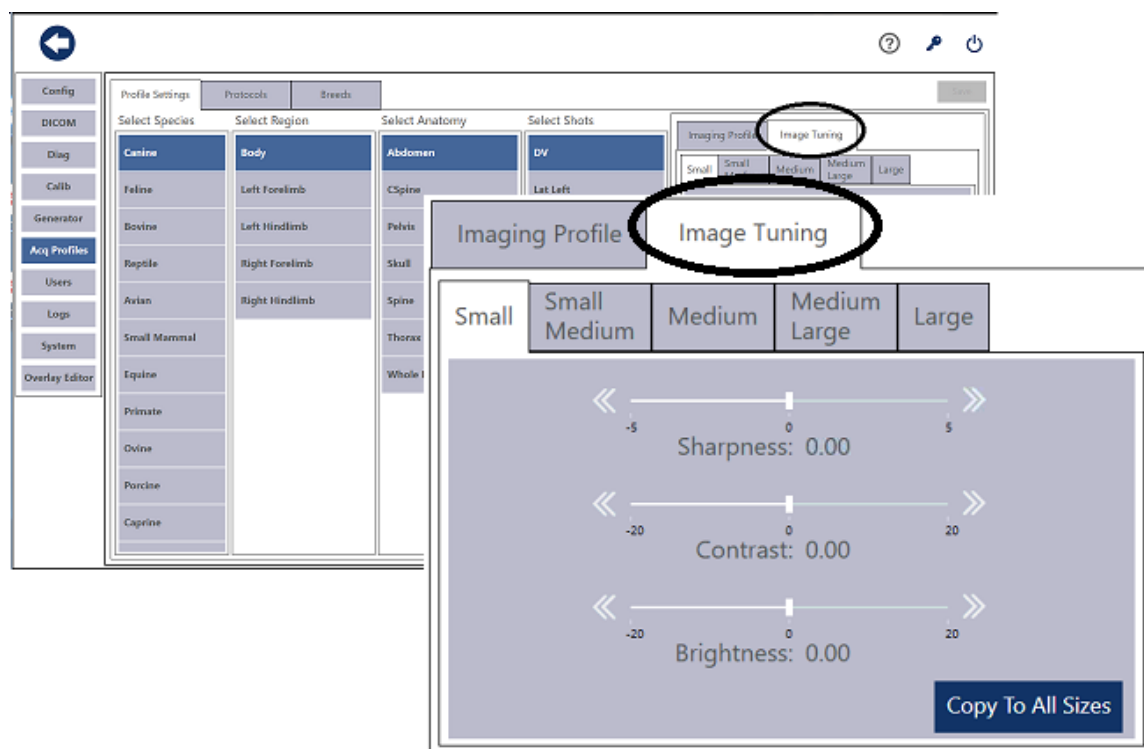 ?
Config
DICOM
Diag
Calib
Generator
Acq Profiles
Users
Logs
System
Overlay Editor
Profile Settings
Protocols
Breeds
Save
Select Species
Canine
Feline
Bovine
Reptile
Avian
Small Mammal
Equine
Primate
Ovine
Porcine
Caprine
Select Region
Body
Left Forelimb
Left Hindlimb
Right Forelimb
Right Hindlimb
Select Anatomy
Abdomen
CSpine
Pelvis
Skull
Spine
Thorax
Whole
Select Shots
DV
Lat Left
Imaging Profile
Image Tuning
Small
Small
Medium
Medium
Large
Large
Imaging Profile
Image Tuning
Small
Small
Medium
Medium
Medium
Large
Large
-5
0
5
Sharpness: 0.00
-20
0
20
Contrast: 0.00
-20
0
20
Brightness: 0.00
Copy To All Sizes